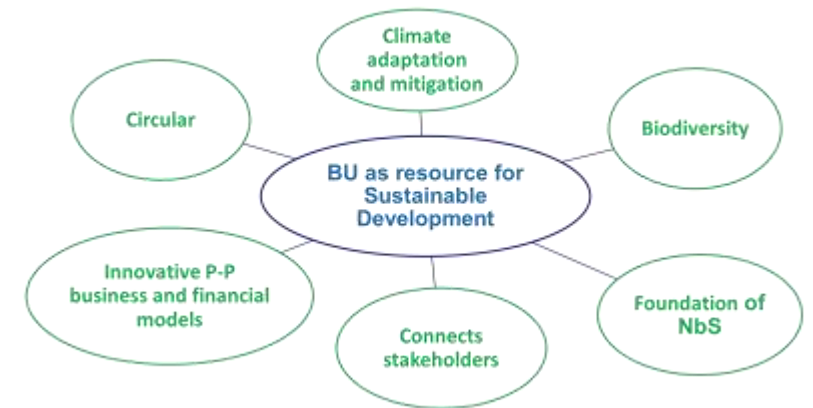 Climate
adaptation
and mitigation
Circular
Biodiversity
BU as resource for
Sustainable
Development
Innovative P-P
business and financial
models
Foundation of
NbS
Connects
stakeholders